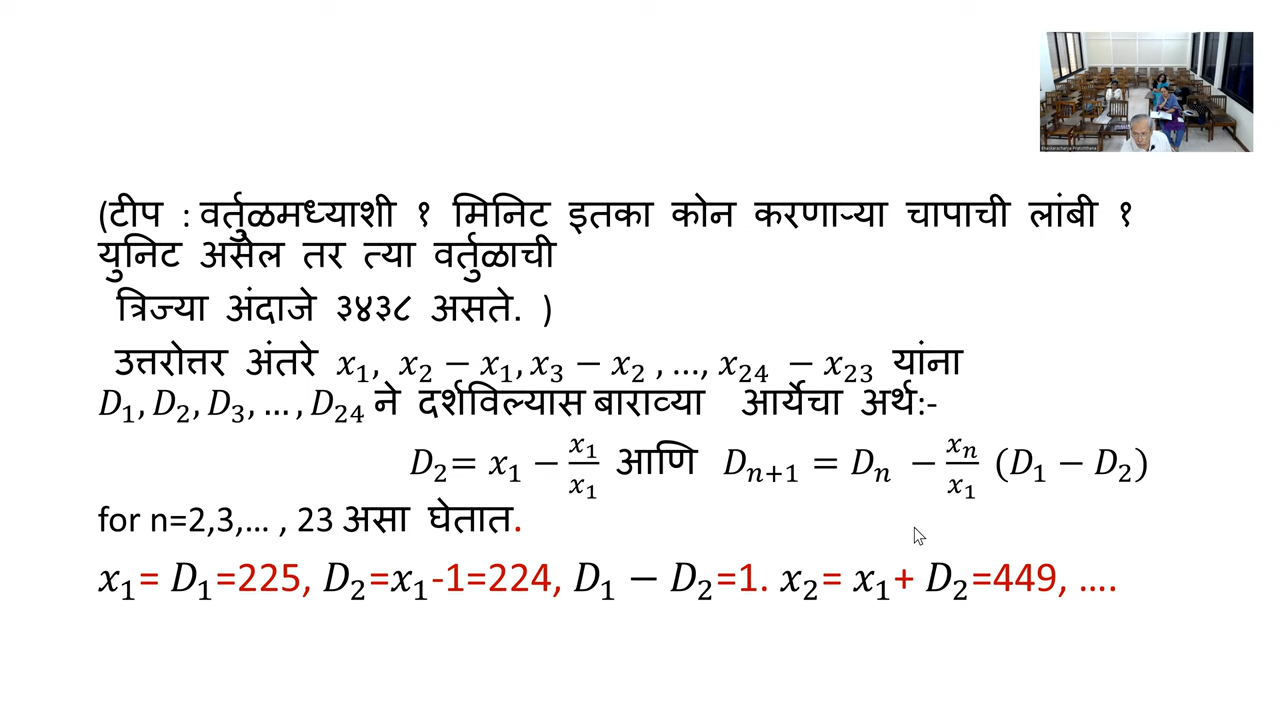 Bhaskaracharya Pratishthana
(टीप : वर्तुळमध्याशी १ मिनिट इतका कोन करणाऱ्या चापाची लांबी १
युनिट असेल तर त्या वर्तुळाची
त्रिज्या अंदाजे ३४३८ असते. )
उत्तरोत्तर अंतरे x₁, x₂ − x₁, x₃ − x₂ , …, x₂₄ − x₂₃ यांना
D₁, D₂, D₃, … , D₂₄ ने दर्शविल्यास बाराव्या आर्येचा अर्थ:-
D₂= x₁ − x₁/x₁ आणि Dₙ₊₁ = Dₙ − xₙ/x₁ (D₁ − D₂)
for n=2,3,… , 23 असा घेतात.
x₁= D₁=225, D₂=x₁-1=224, D₁ − D₂=1. x₂= x₁+ D₂=449, ….